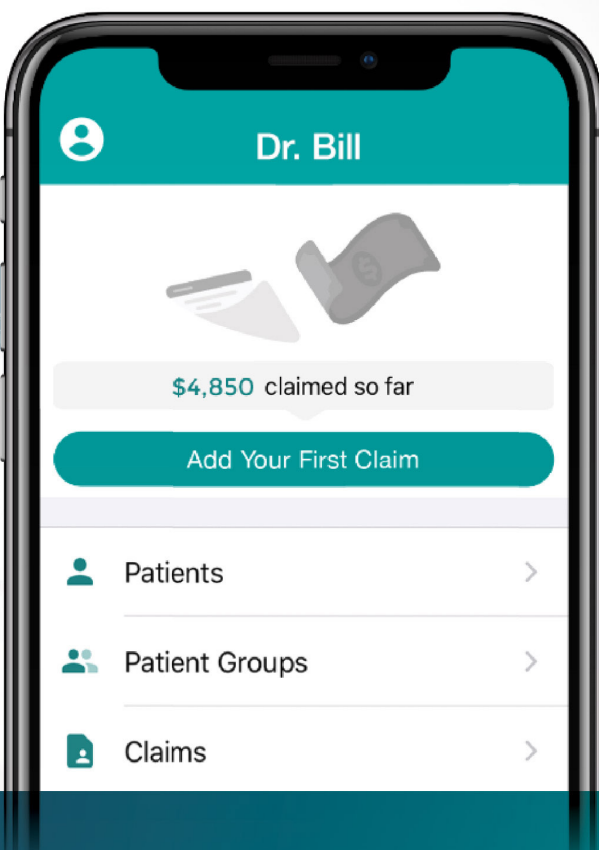 Dr. Bill
$4,850 claimed so far
Add Your First Claim
Patients
Patient Groups
Claims